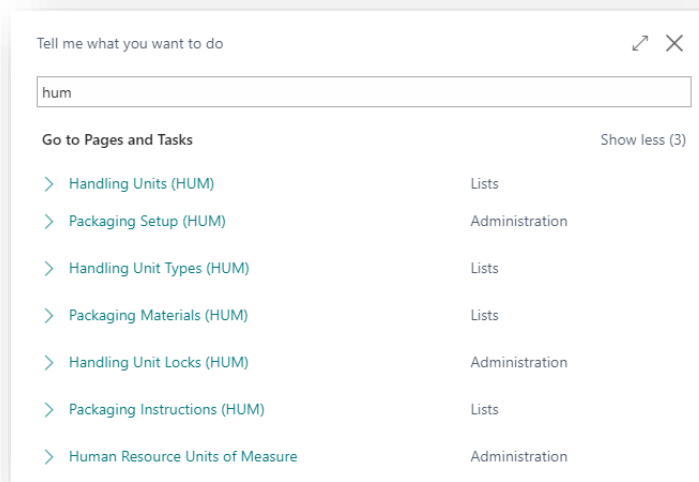 Tell me what you want to do
hum
Go to Pages and Tasks Show less (3)
Handling Units (HUM) Lists
Packaging Setup (HUM) Administration
Handling Unit Types (HUM) Lists
Packaging Materials (HUM) Lists
Handling Unit Locks (HUM) Administration
Packaging Instructions (HUM) Lists
Human Resource Units of Measure Administration